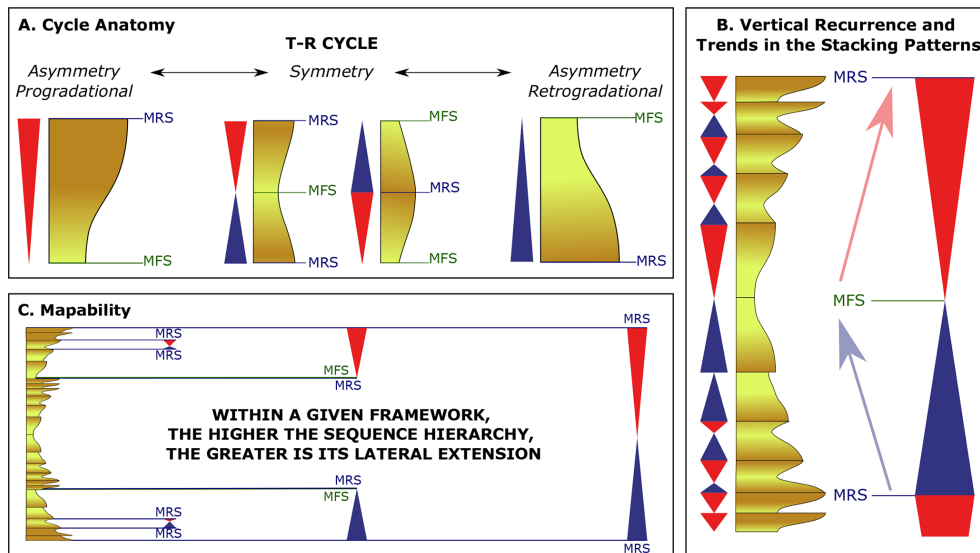 A. Cycle Anatomy
T-R CYCLE
Asymmetry
Progradational
Symmetry
Asymmetry
Retrogradational
MRS
MFS
MRS
MFS
MRS
MFS
MRS
MFS
MFS
MRS
B. Vertical Recurrence and
Trends in the Stacking Patterns
MRS
MFS
MRS
C. Mapability
MRS
MRS
MRS
MFS
MRS
WITHIN A GIVEN FRAMEWORK,
THE HIGHER THE SEQUENCE HIERARCHY,
THE GREATER IS ITS LATERAL EXTENSION
MRS
MFS
MRS
MRS
MRS